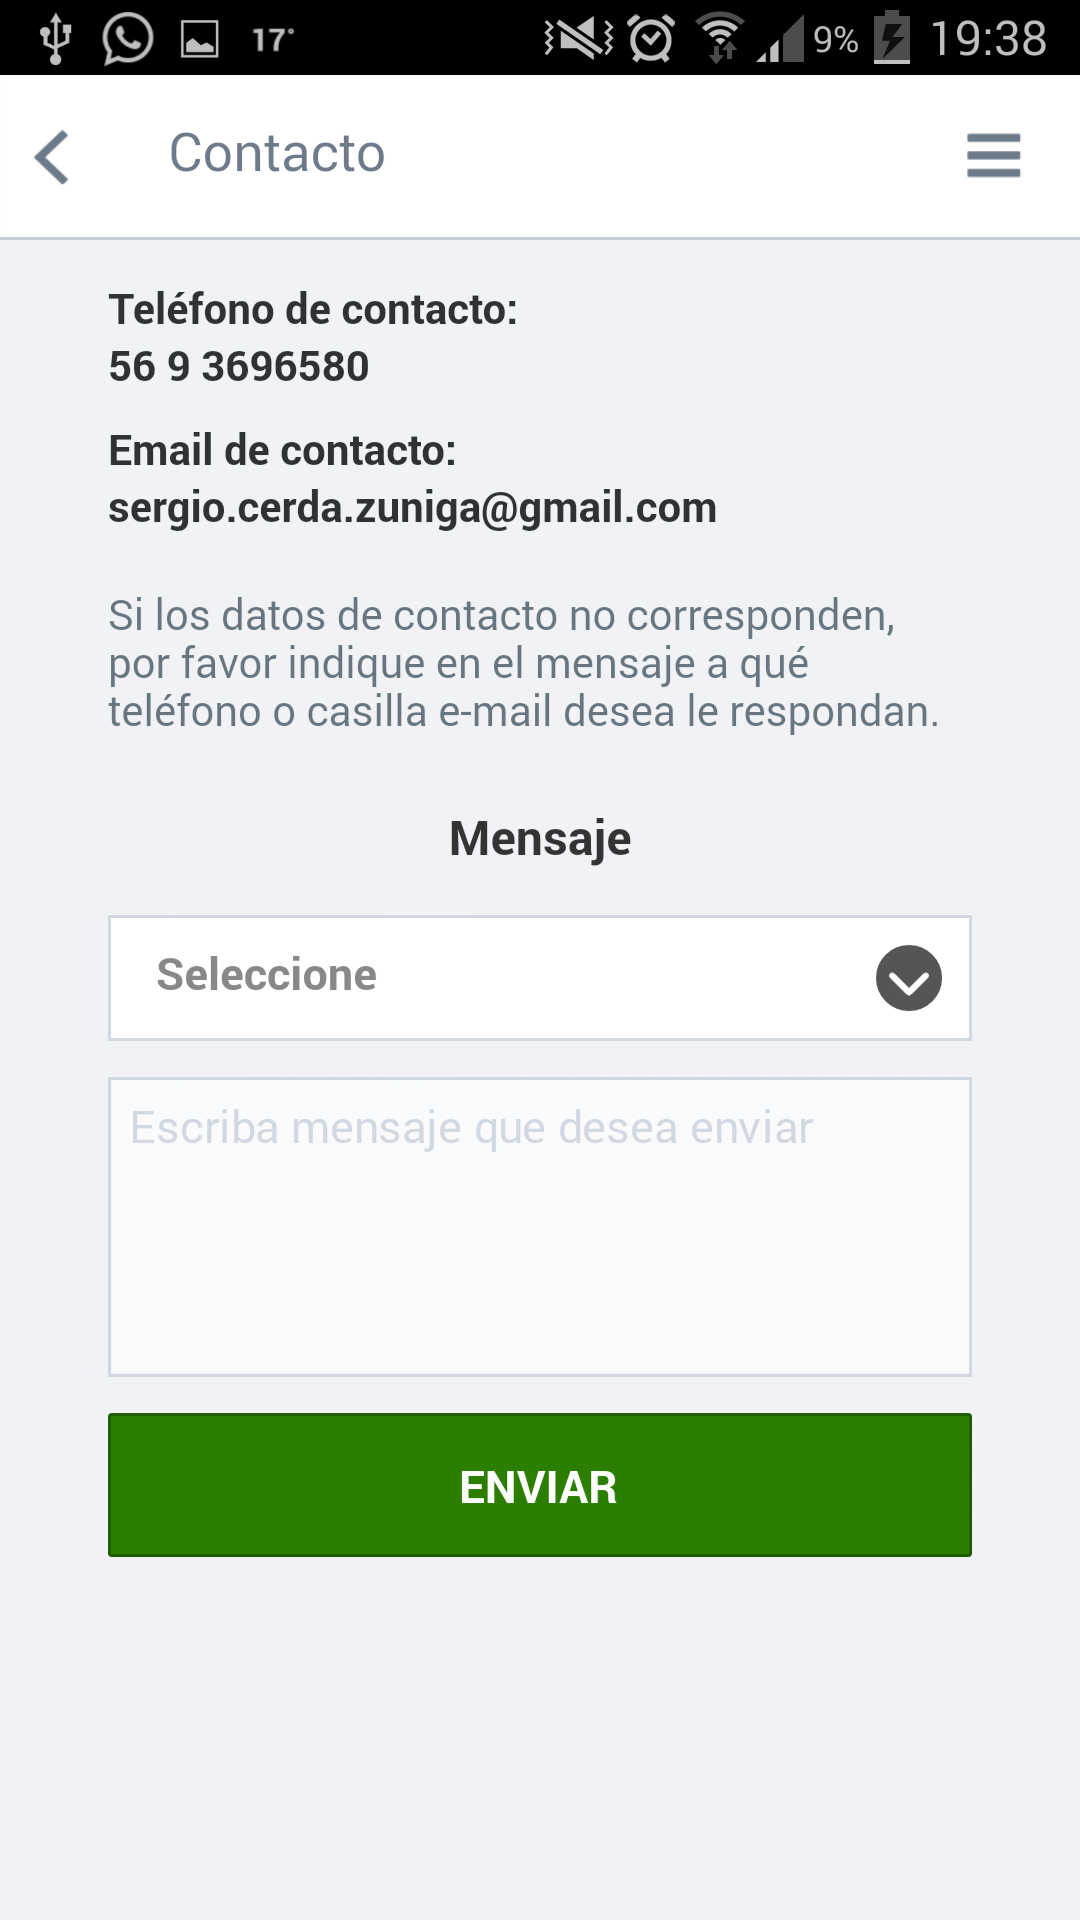 17° 9% 19:38
Contacto
Teléfono de contacto:
56 9 3696580
Email de contacto:
sergio.cerda.zuniga@gmail.com
Si los datos de contacto no corresponden,
por favor indique en el mensaje a qué
teléfono o casilla e-mail desea le respondan.
Mensaje
Seleccione
Escriba mensaje que desea enviar
ENVIAR